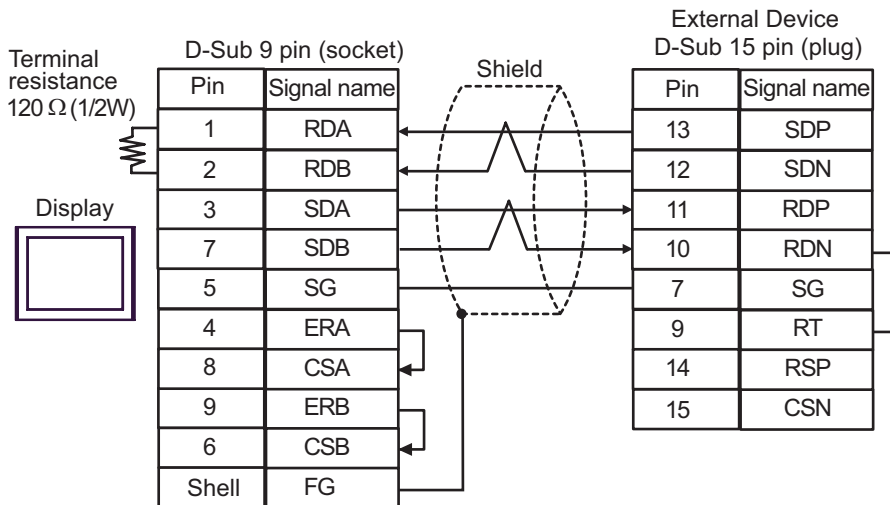 Terminal
resistance
120 Ω (1/2W)
Display
D-Sub 9 pin (socket)
Pin Signal name
1 RDA
2 RDB
3 SDA
7 SDB
5 SG
4 ERA
8 CSA
9 ERB
6 CSB
Shell FG
Shield
External Device
D-Sub 15 pin (plug)
Pin Signal name
13 SDP
12 SDN
11 RDP
10 RDN
7 SG
9 RT
14 RSP
15 CSN